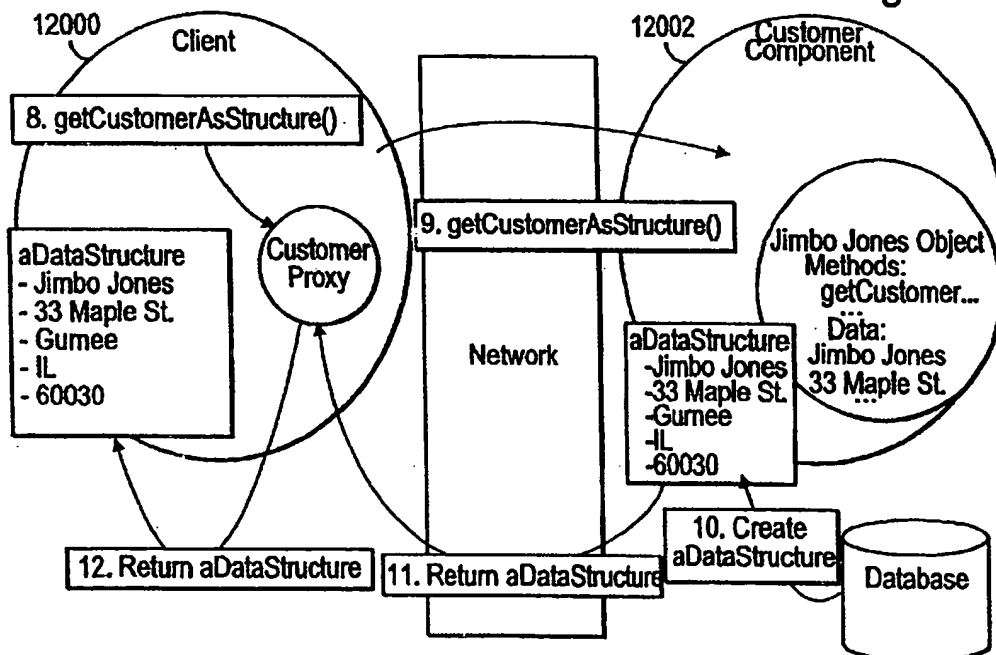 12000
Client
12002
Customer
Component
8. getCustomerAsStructure()
9. getCustomerAsStructure()
Customer
Proxy
aDataStructure
- Jimbo Jones
- 33 Maple St.
- Gurnee
- IL
- 60030
Network
Jimbo Jones Object
Methods:
getCustomer...
...
Data:
Jimbo Jones
33 Maple St.
...
aDataStructure
-Jimbo Jones
-33 Maple St.
-Gurnee
-IL
-60030
10. Create
aDataStructure
12. Return aDataStructure
11. Return aDataStructure
Database